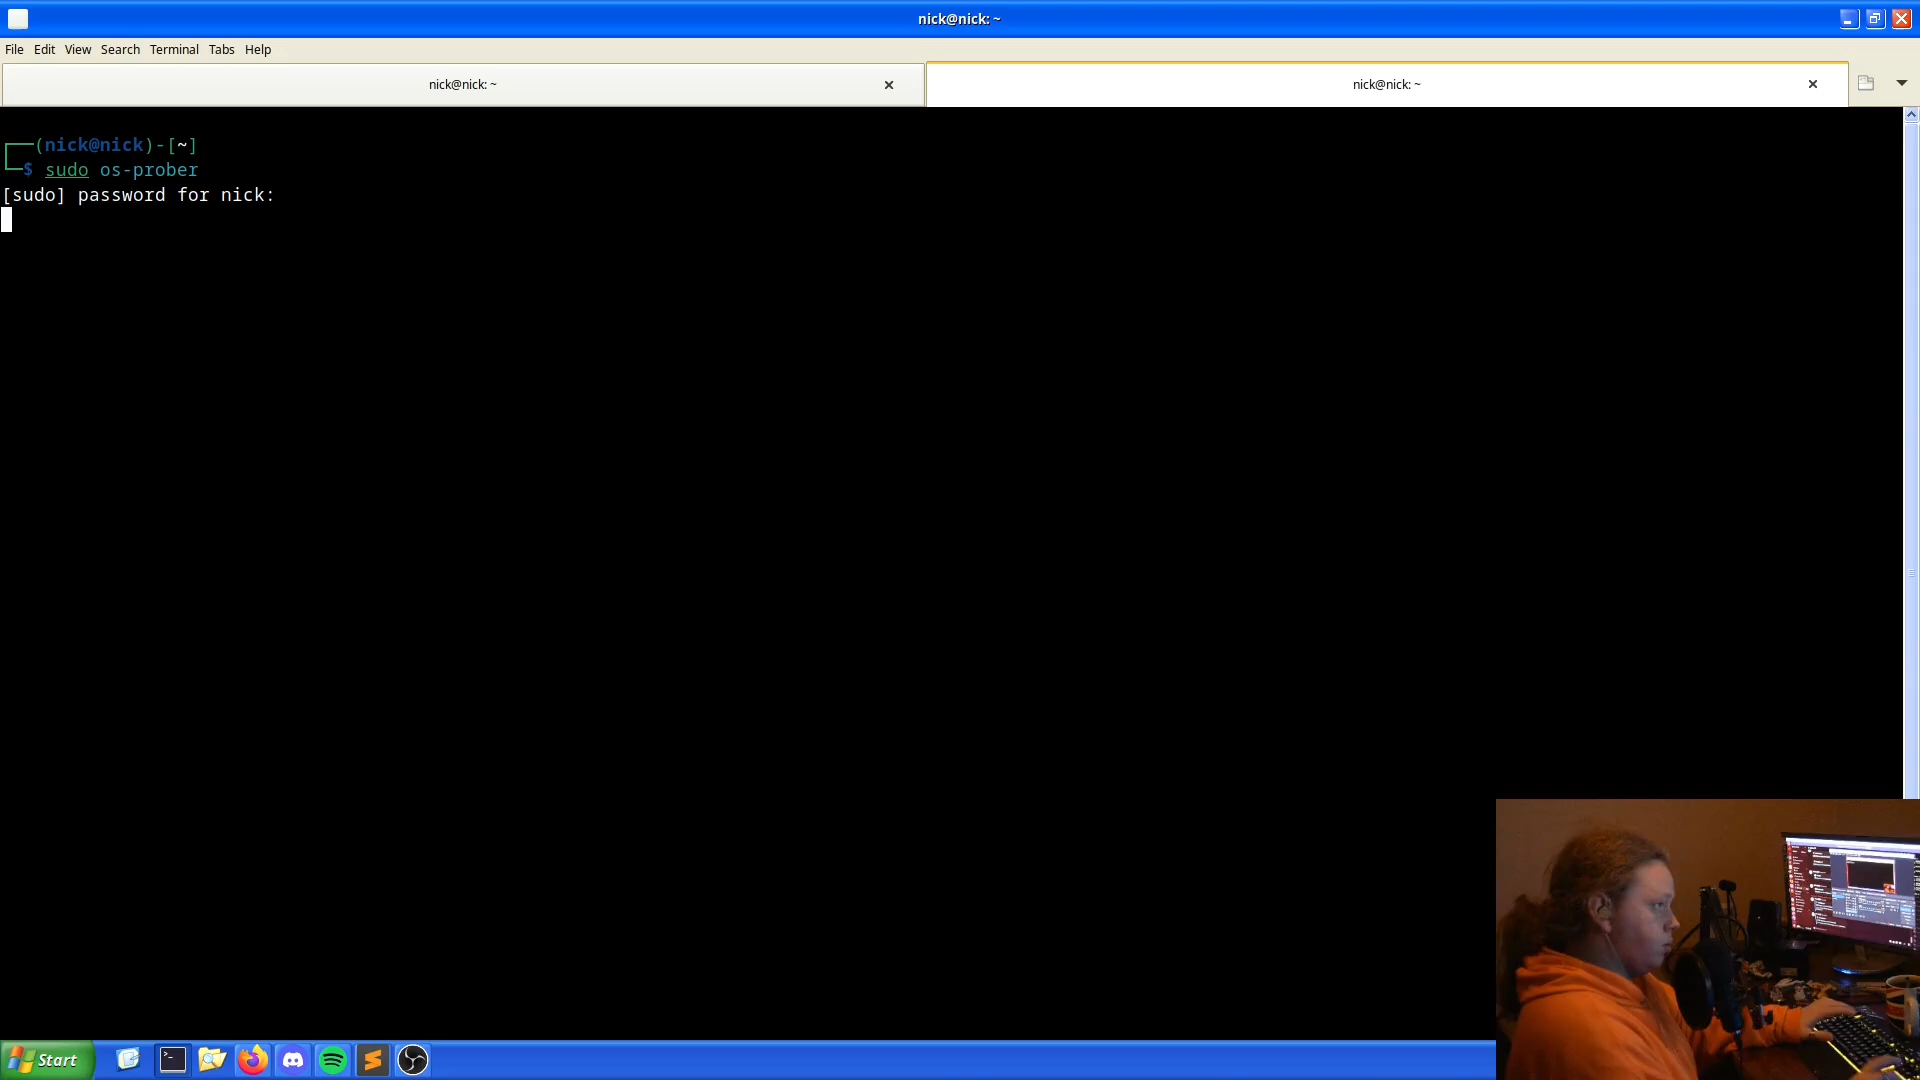 nick@nick: ~
File Edit View Search Terminal Tabs Help
nick@nick: ~
nick@nick: ~
(nick@nick)-[~]
$ sudo os-prober
[sudo] password for nick:
Start